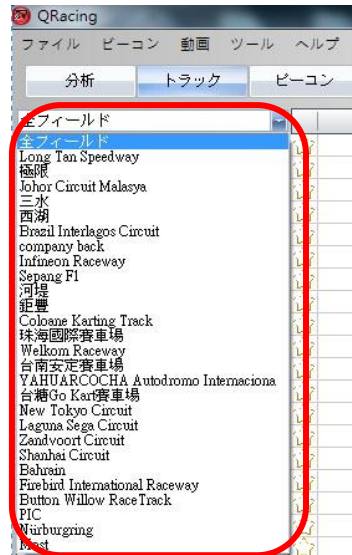 QRacing
ファイル ビーコン 動画 ツール ヘルプ
分析 トラック ビーコン
全フィールド
全フィールド
Long Tan Speedway
極限
Johor Circuit Malasya
三水
西湖
Brazil Interlagos Circuit
company back
Infineon Raceway
Sepang F1
河堤
鉅豐
Coloane Karting Track
珠海國際賽車場
Welkom Raceway
台南安定賽車場
YAHUARCOCHA Autodromo Internaciona
台糖Go Kart賽車場
New Tokyo Circuit
Laguna Sega Circuit
Zandvoort Circuit
Shanhai Circuit
Bahrain
Firebird International Raceway
Button Willow RaceTrack
PIC
Nürburgring
Most